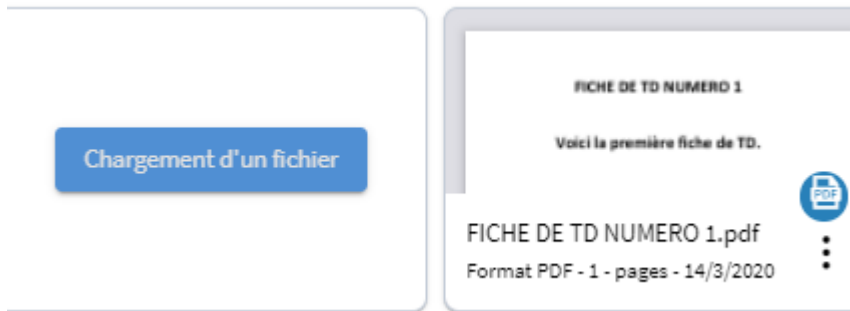 Chargement d'un fichier
FICHE DE TD NUMERO 1
Voici la première fiche de TD.
PDF
FICHE DE TD NUMERO 1.pdf
Format PDF - 1 - pages - 14/3/2020